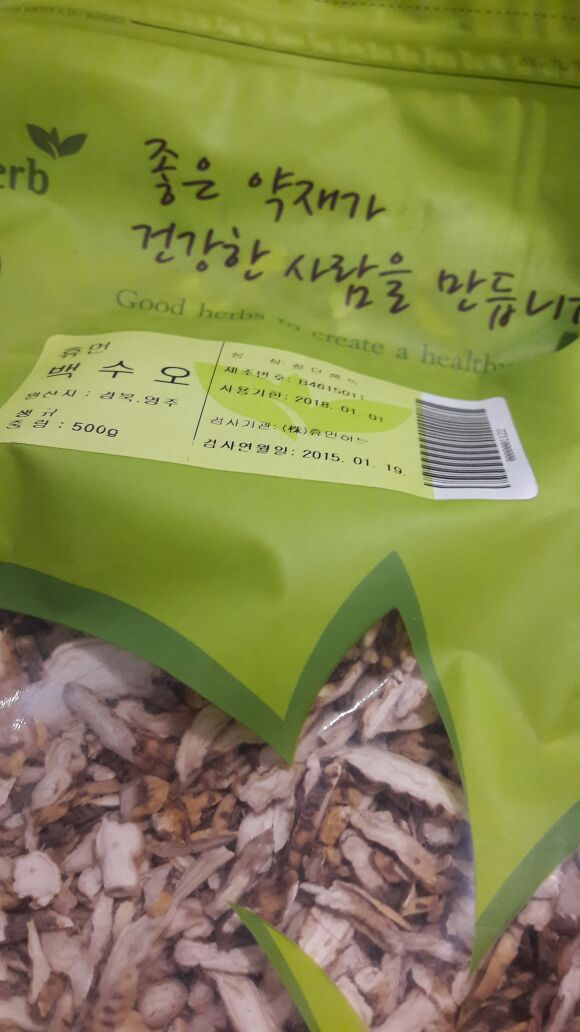 erb
좋은 약재가
건강한 사람을 만듭니다
Good herbs to create a healthy
휴먼
백 수 오
원산지 : 경북.영주
생 규
중 량 : 500g
제조번호: B4615011
사용기한: 2018. 01. 01
검사기관: (株)휴먼허브
검사연월일: 2015. 01. 19.